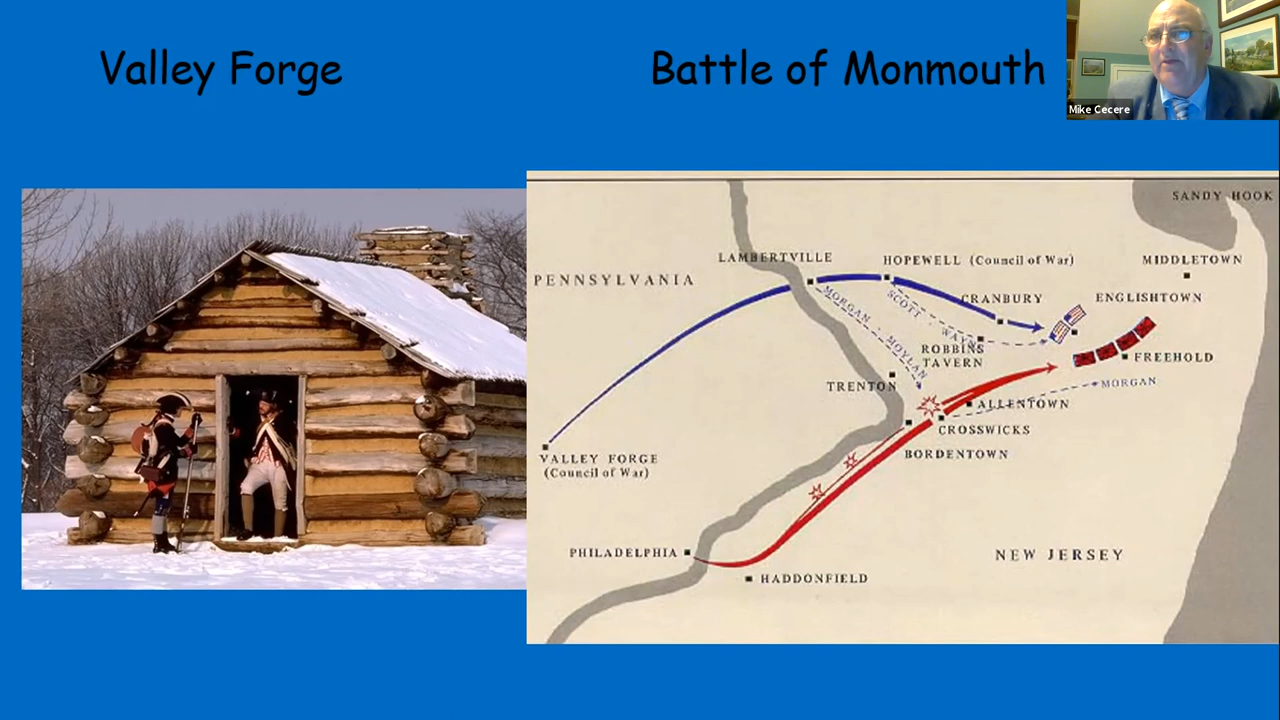 Valley Forge
Battle of Monmouth
Mike Cecere
SANDY HOOK
LAMBERTVILLE
HOPEWELL (Council of War)
MIDDLETOWN
PENNSYLVANIA
MORGAN - MOYLAN
SCOTT - WAYNE
CRANBURY
ENGLISHTOWN
ROBBINS
TAVERN
FREEHOLD
TRENTON
MORGAN
ALLENTOWN
CROSSWICKS
BORDENTOWN
VALLEY FORGE
(Council of War)
PHILADELPHIA
NEW JERSEY
HADDONFIELD